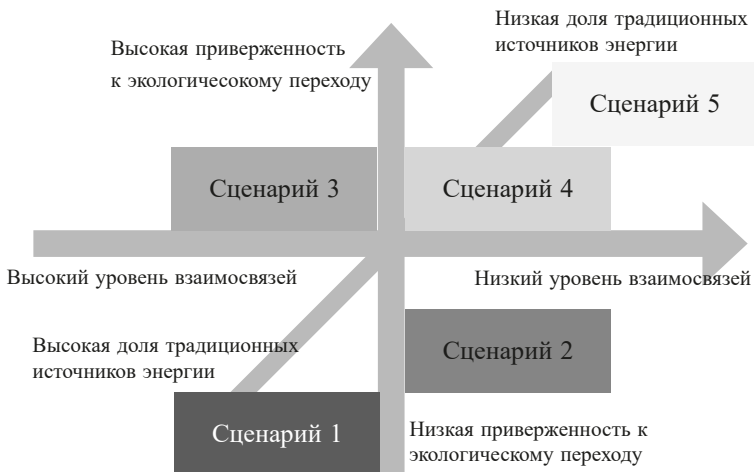 Низкая доля традиционных
источников энергии
Высокая приверженность
к экологичесокому переходу
Сценарий 5
Сценарий 3
Сценарий 4
Высокий уровень взаимосвязей
Низкий уровень взаимосвязей
Высокая доля традиционных
источников энергии
Сценарий 2
Сценарий 1
Низкая приверженность к
экологическому переходу